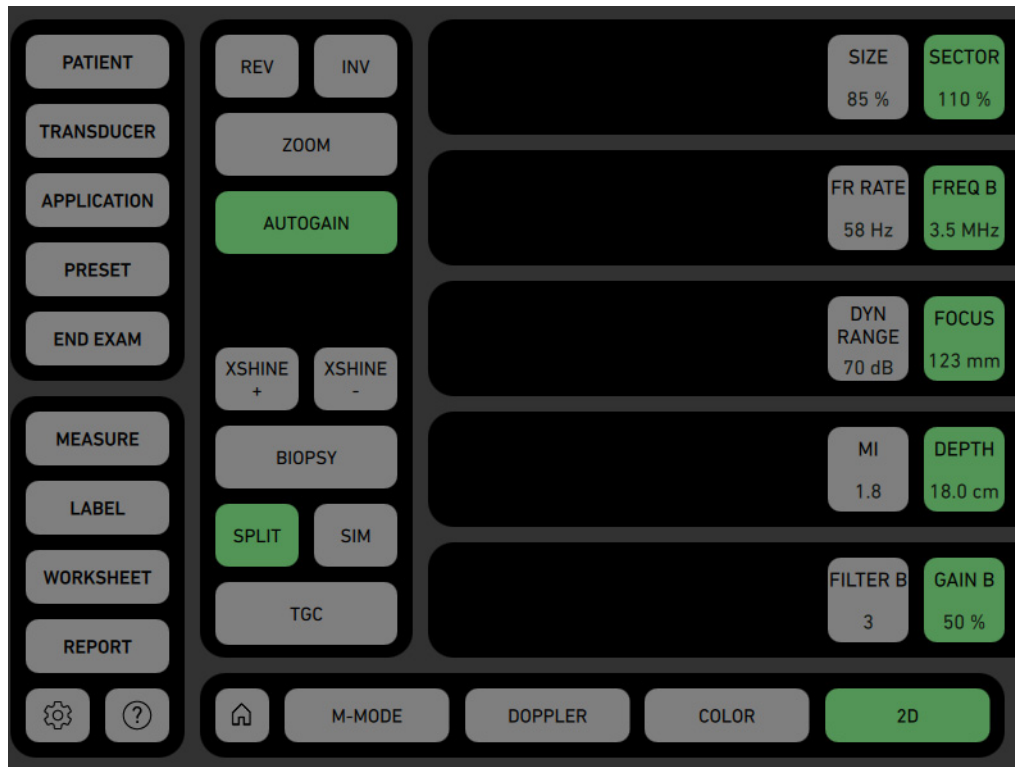 PATIENT
TRANSDUCER
APPLICATION
PRESET
END EXAM
MEASURE
LABEL
WORKSHEET
REPORT
?
REV INV
ZOOM
AUTOGAIN
XSHINE XSHINE
+ -
BIOPSY
SPLIT SIM
TGC
SIZE SECTOR
85 % 110 %
FR RATE FREQ B
58 Hz 3.5 MHz
DYN
RANGE FOCUS
70 dB 123 mm
MI DEPTH
1.8 18.0 cm
FILTER B GAIN B
3 50 %
M-MODE DOPPLER COLOR 2D